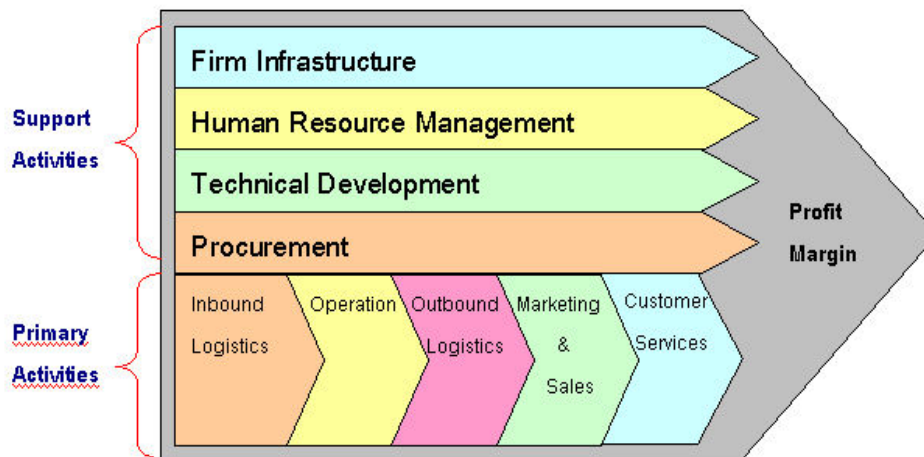 Support
Activities
Firm Infrastructure
Human Resource Management
Technical Development
Procurement
Profit
Margin
Primary
Activities
Inbound
Logistics
Operation
Outbound
Logistics
Marketing
&
Sales
Customer
Services